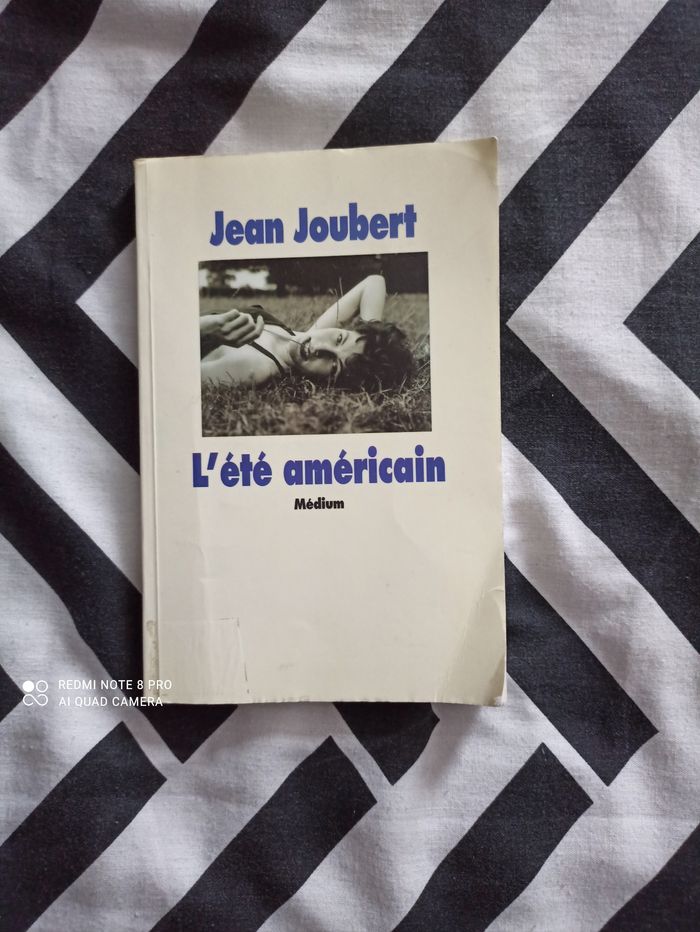 Jean Joubert
L'été américain
Médium
REDMI NOTE 8 PRO
AI QUAD CAMERA